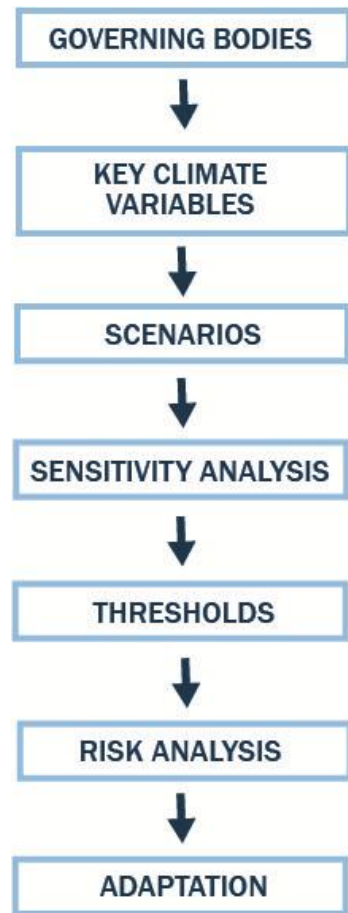 GOVERNING BODIES
KEY CLIMATE
VARIABLES
SCENARIOS
SENSITIVITY ANALYSIS
THRESHOLDS
RISK ANALYSIS
ADAPTATION